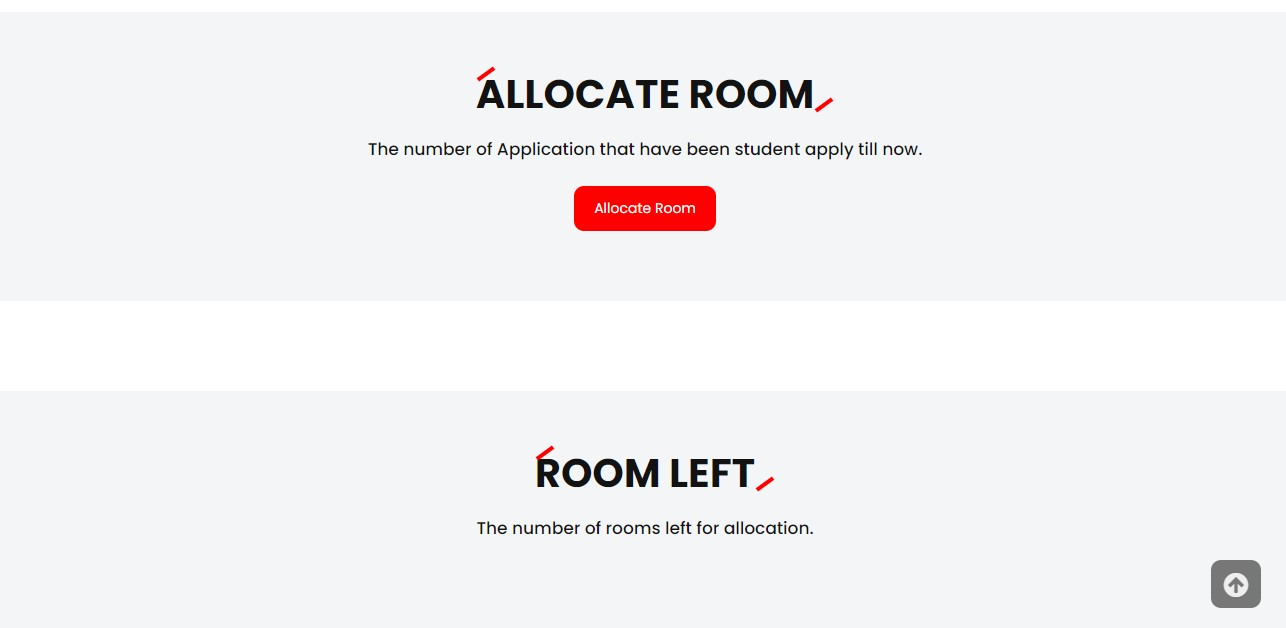 ALLOCATE ROOM
The number of Application that have been student apply till now.
Allocate Room
ROOM LEFT
The number of rooms left for allocation.